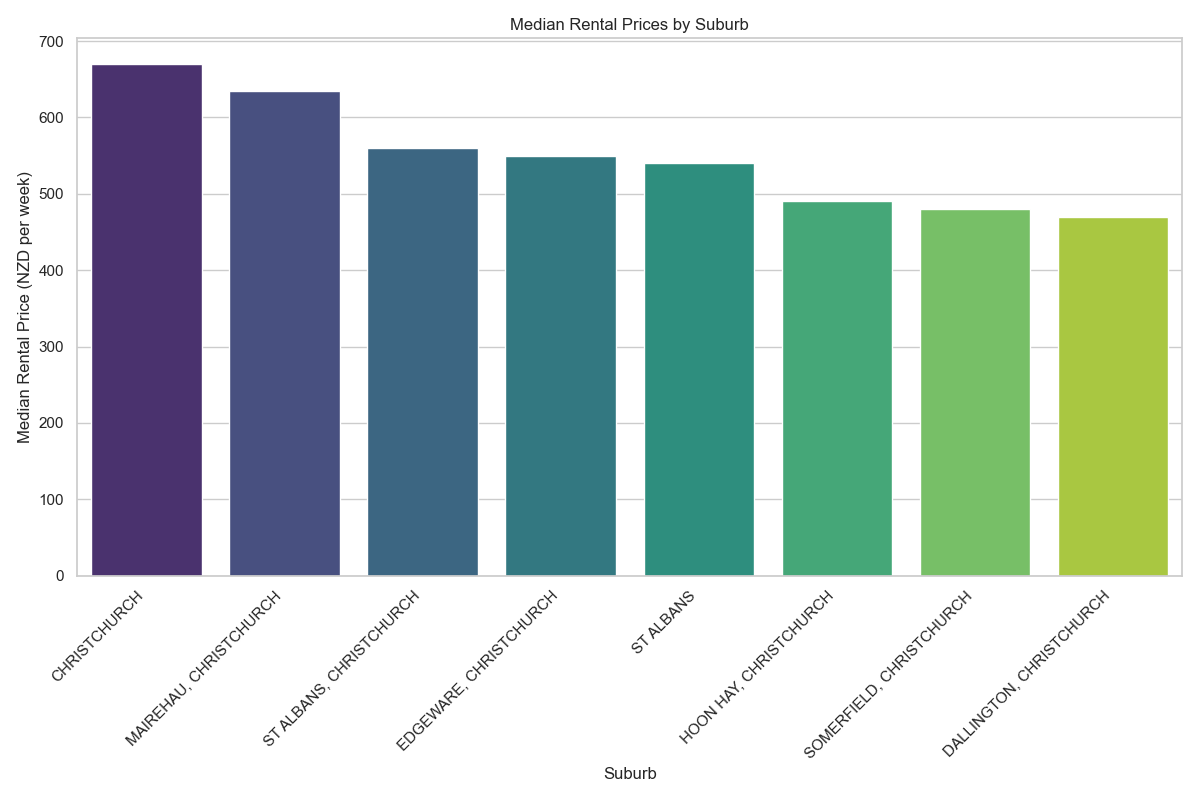 Median Rental Prices by Suburb
Median Rental Price (NZD per week)
700
600
500
400
300
200
100
0
CHRISTCHURCH
MAIREHAU, CHRISTCHURCH
ST ALBANS, CHRISTCHURCH
EDGEWARE, CHRISTCHURCH
ST ALBANS
HOON HAY, CHRISTCHURCH
SOMERFIELD, CHRISTCHURCH
DALLINGTON, CHRISTCHURCH
Suburb